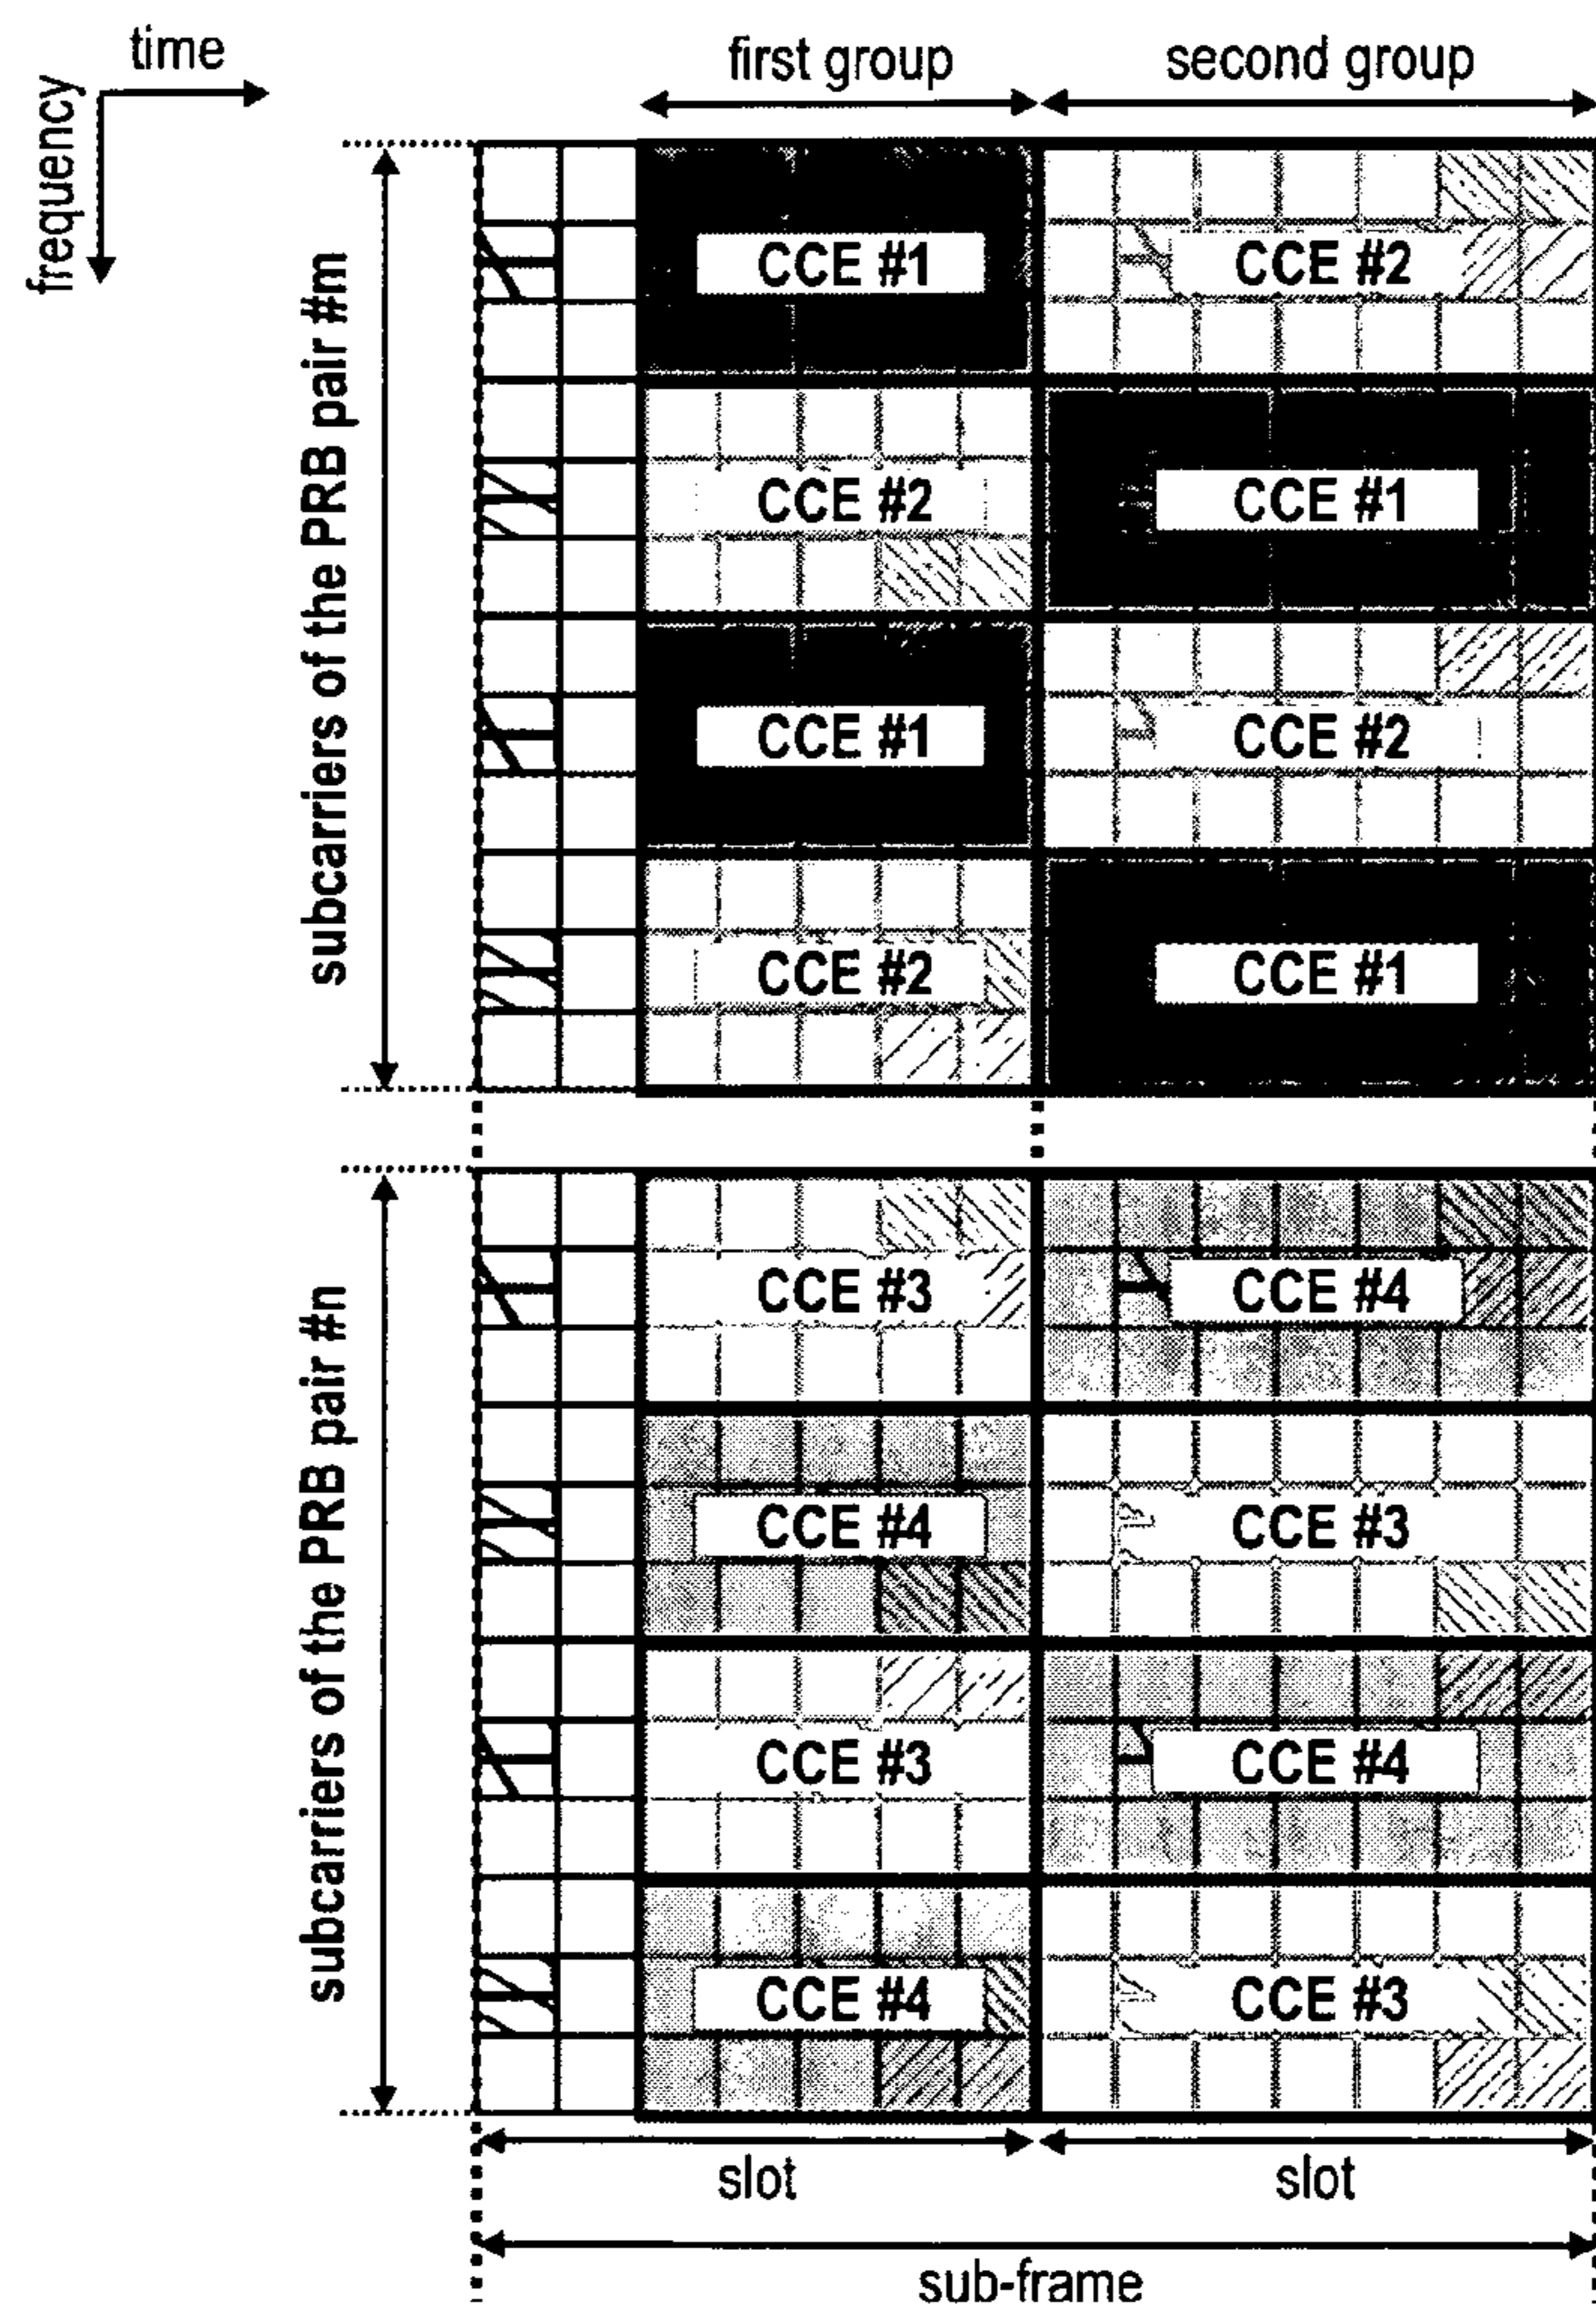 time
first group
second group
frequency
subcarriers of the PRB pair #m
CCE #1
CCE #2
CCE #2
CCE #1
CCE #1
CCE #2
CCE #2
CCE #1
subcarriers of the PRB pair #n
CCE #3
CCE #4
CCE #4
CCE #3
CCE #3
CCE #4
CCE #4
CCE #3
slot
slot
sub-frame